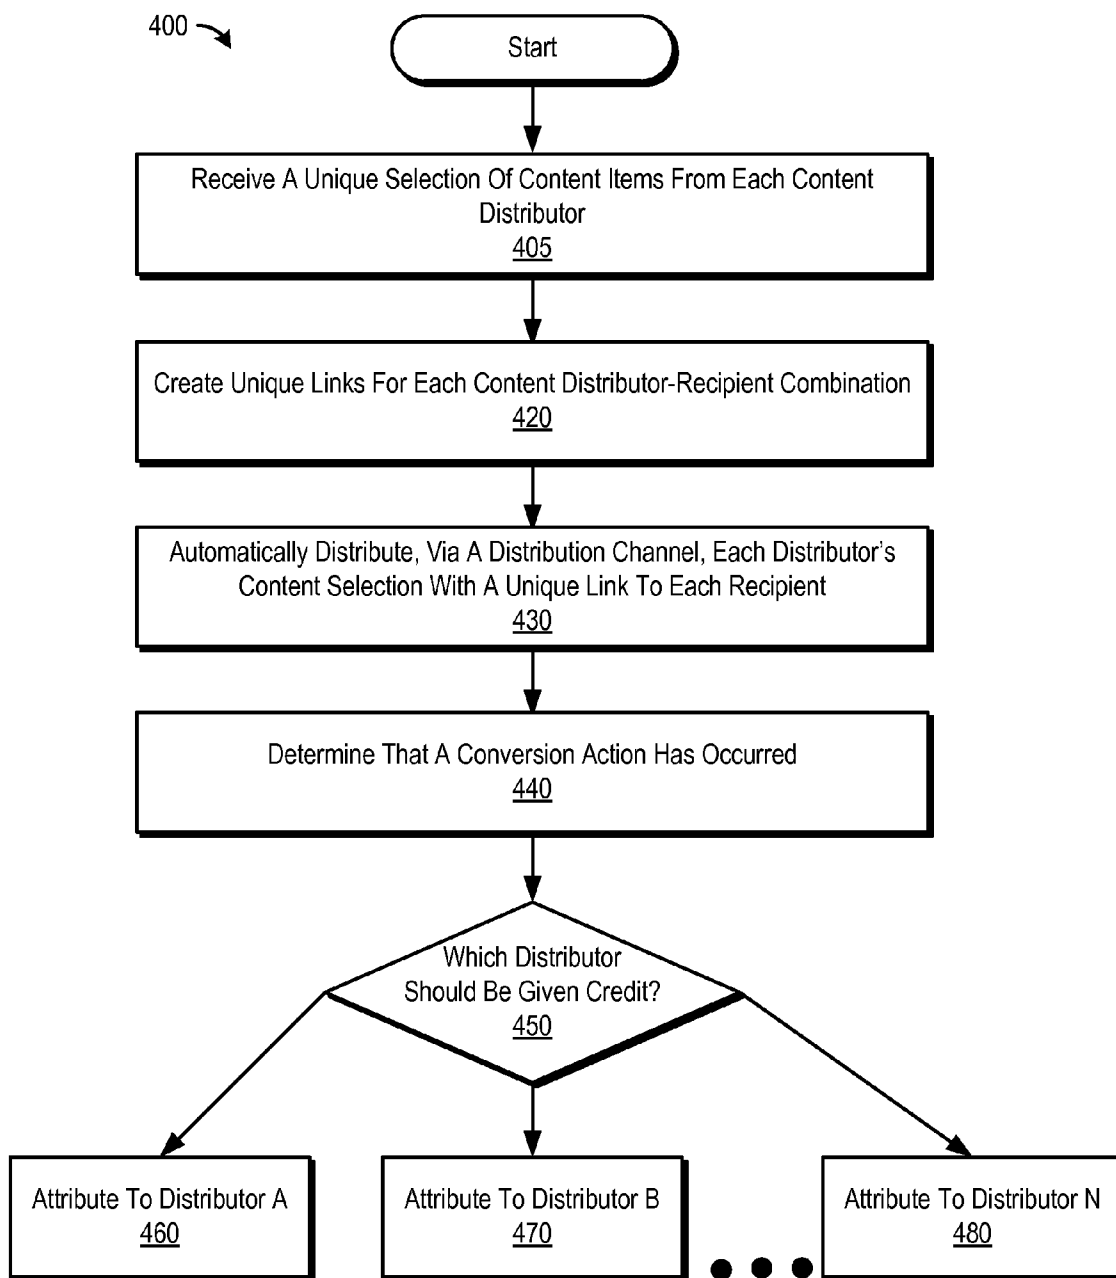 400
Start
Receive A Unique Selection Of Content Items From Each Content
Distributor
405
Create Unique Links For Each Content Distributor-Recipient Combination
420
Automatically Distribute, Via A Distribution Channel, Each Distributor's
Content Selection With A Unique Link To Each Recipient
430
Determine That A Conversion Action Has Occurred
440
Which Distributor
Should Be Given Credit?
450
Attribute To Distributor A
460
Attribute To Distributor B
470
Attribute To Distributor N
480